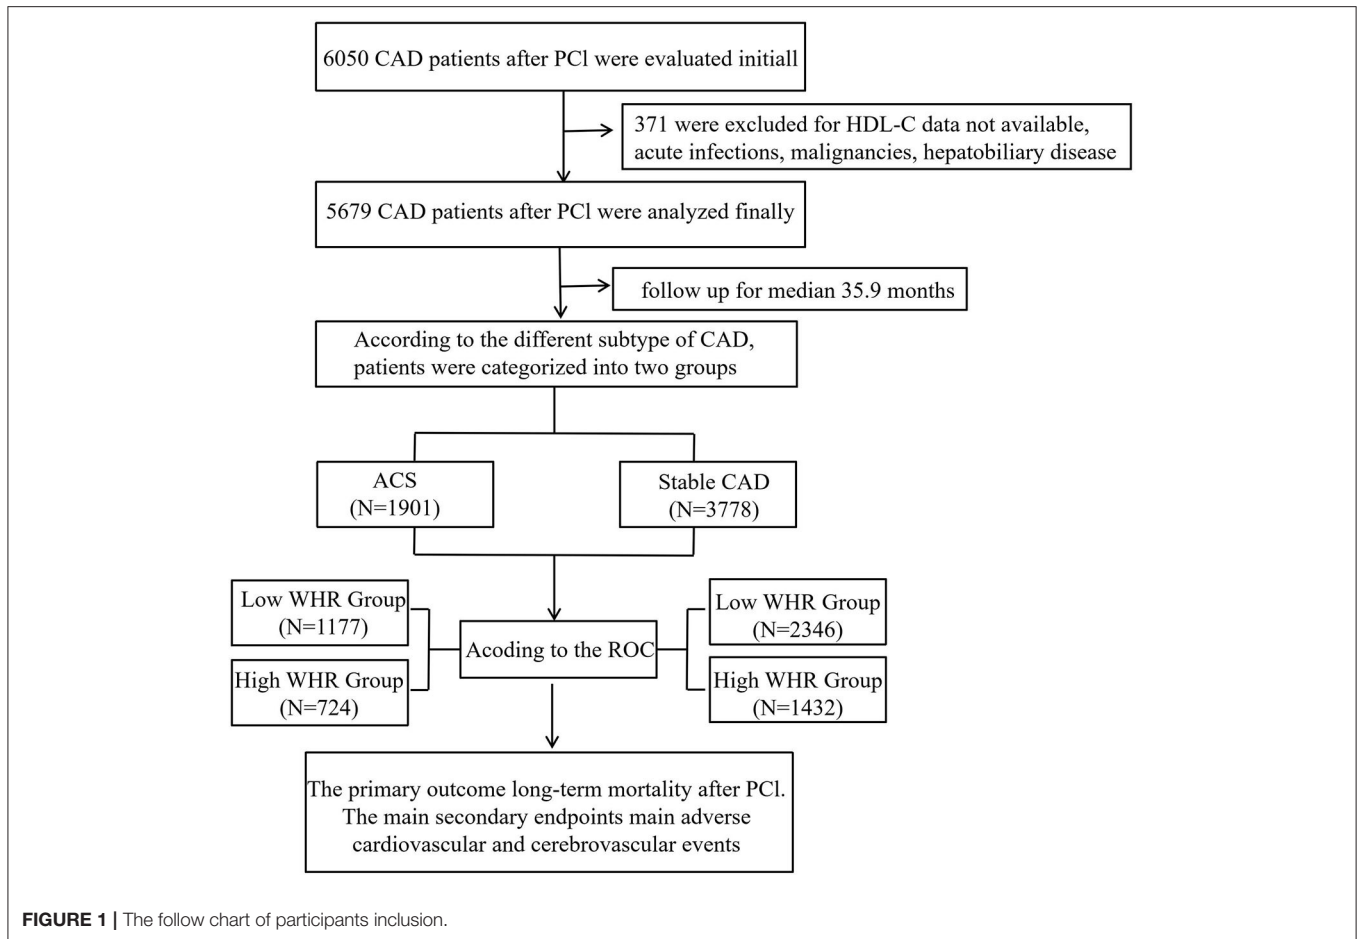 6050 CAD patients after PCl were evaluated initiall
371 were excluded for HDL-C data not available,
acute infections, malignancies, hepatobiliary disease
5679 CAD patients after PCl were analyzed finally
follow up for median 35.9 months
According to the different subtype of CAD,
patients were categorized into two groups
ACS
(N=1901)
Stable CAD
(N=3778)
Low WHR Group
(N=1177)
High WHR Group
(N=724)
Acoding to the ROC
Low WHR Group
(N=2346)
High WHR Group
(N=1432)
The primary outcome long-term mortality after PCl.
The main secondary endpoints main adverse
cardiovascular and cerebrovascular events
FIGURE 1 | The follow chart of participants inclusion.